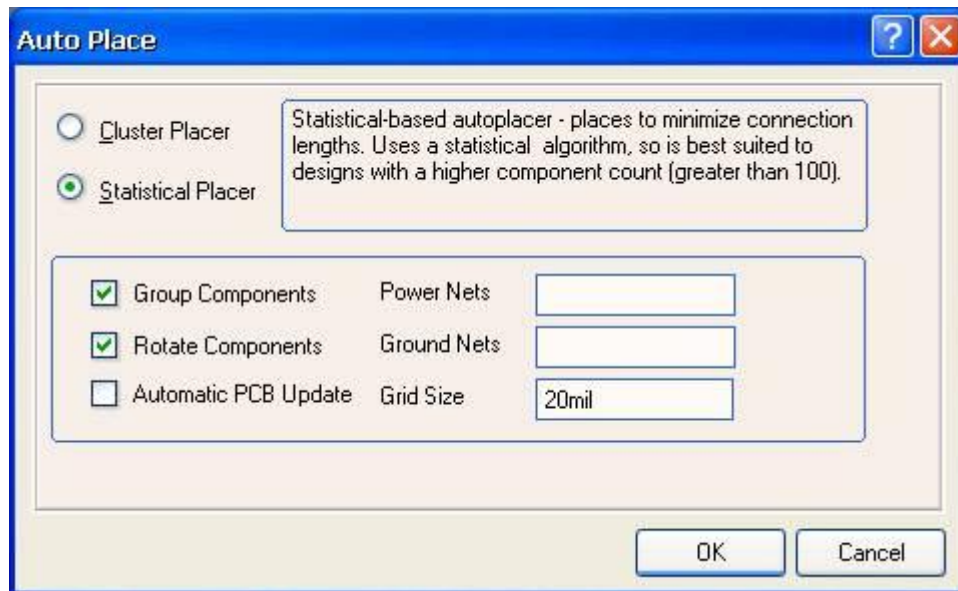 Auto Place
Cluster Placer
Statistical Placer
Statistical-based autoplacer - places to minimize connection
lengths. Uses a statistical algorithm, so is best suited to
designs with a higher component count (greater than 100).
Group Components
Power Nets
Rotate Components
Ground Nets
Automatic PCB Update
Grid Size
20mil
OK
Cancel